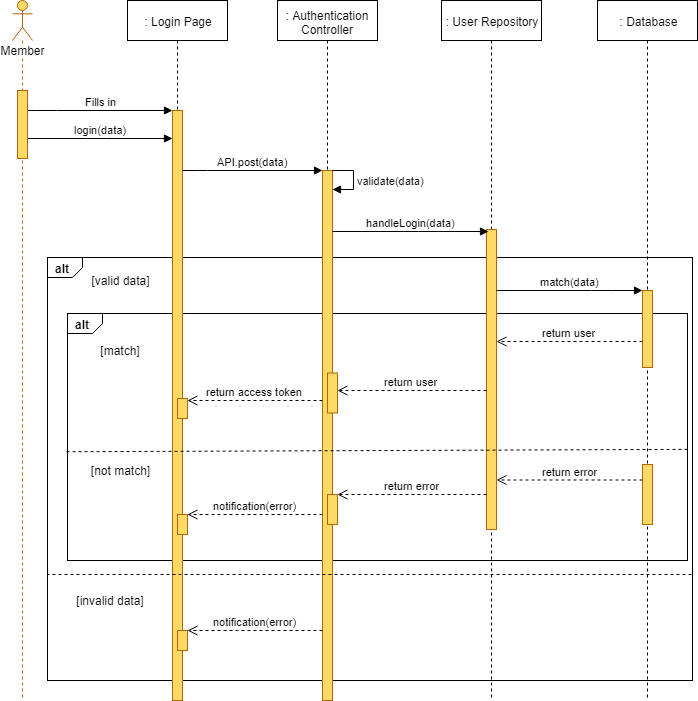 : Login Page
: Authentication
Controller
: User Repository
: Database
Member
Fills in
login(data)
API.post(data)
validate(data)
handleLogin(data)
alt
[valid data]
match(data)
alt
return user
[match]
return user
return access token
[not match]
return error
return error
notification(error)
[invalid data]
notification(error)